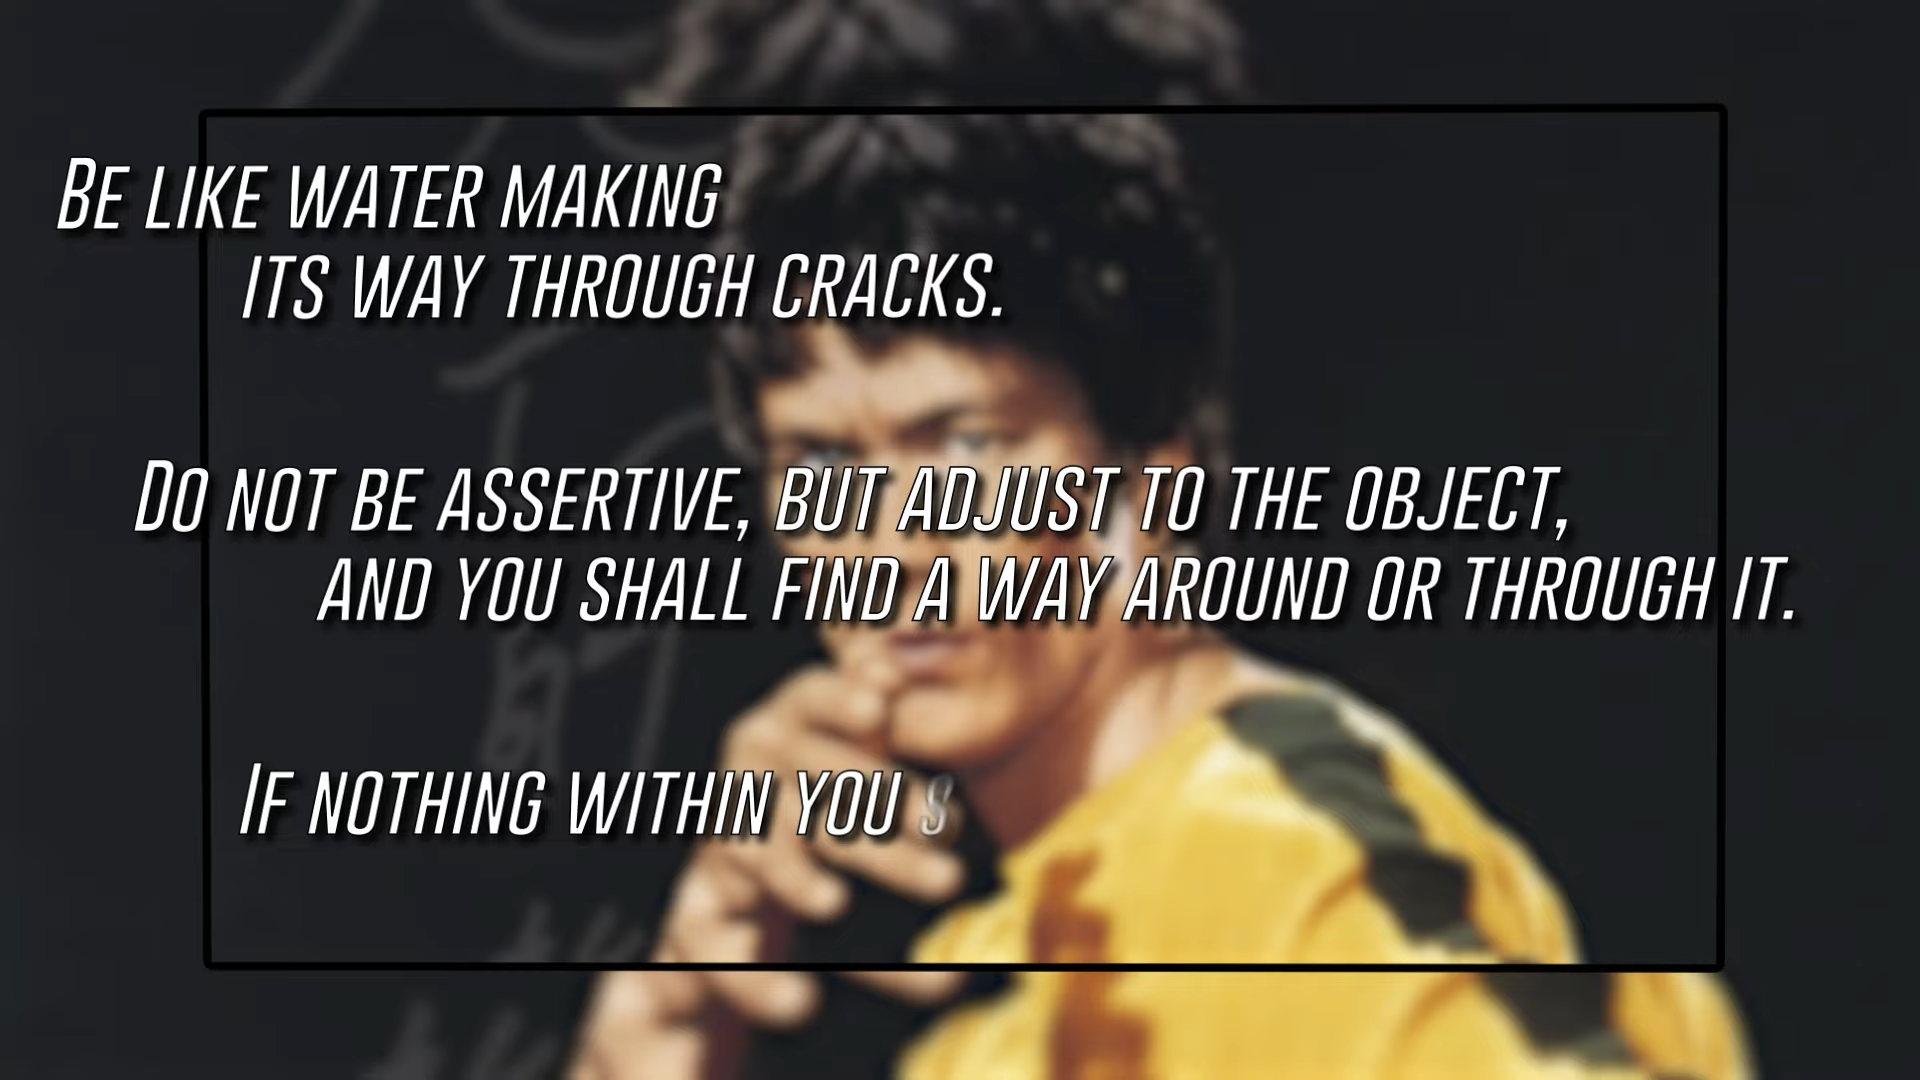 Be like water making
its way through cracks.
Do not be assertive, but adjust to the object,
and you shall find a way around or through it.
If nothing within you s